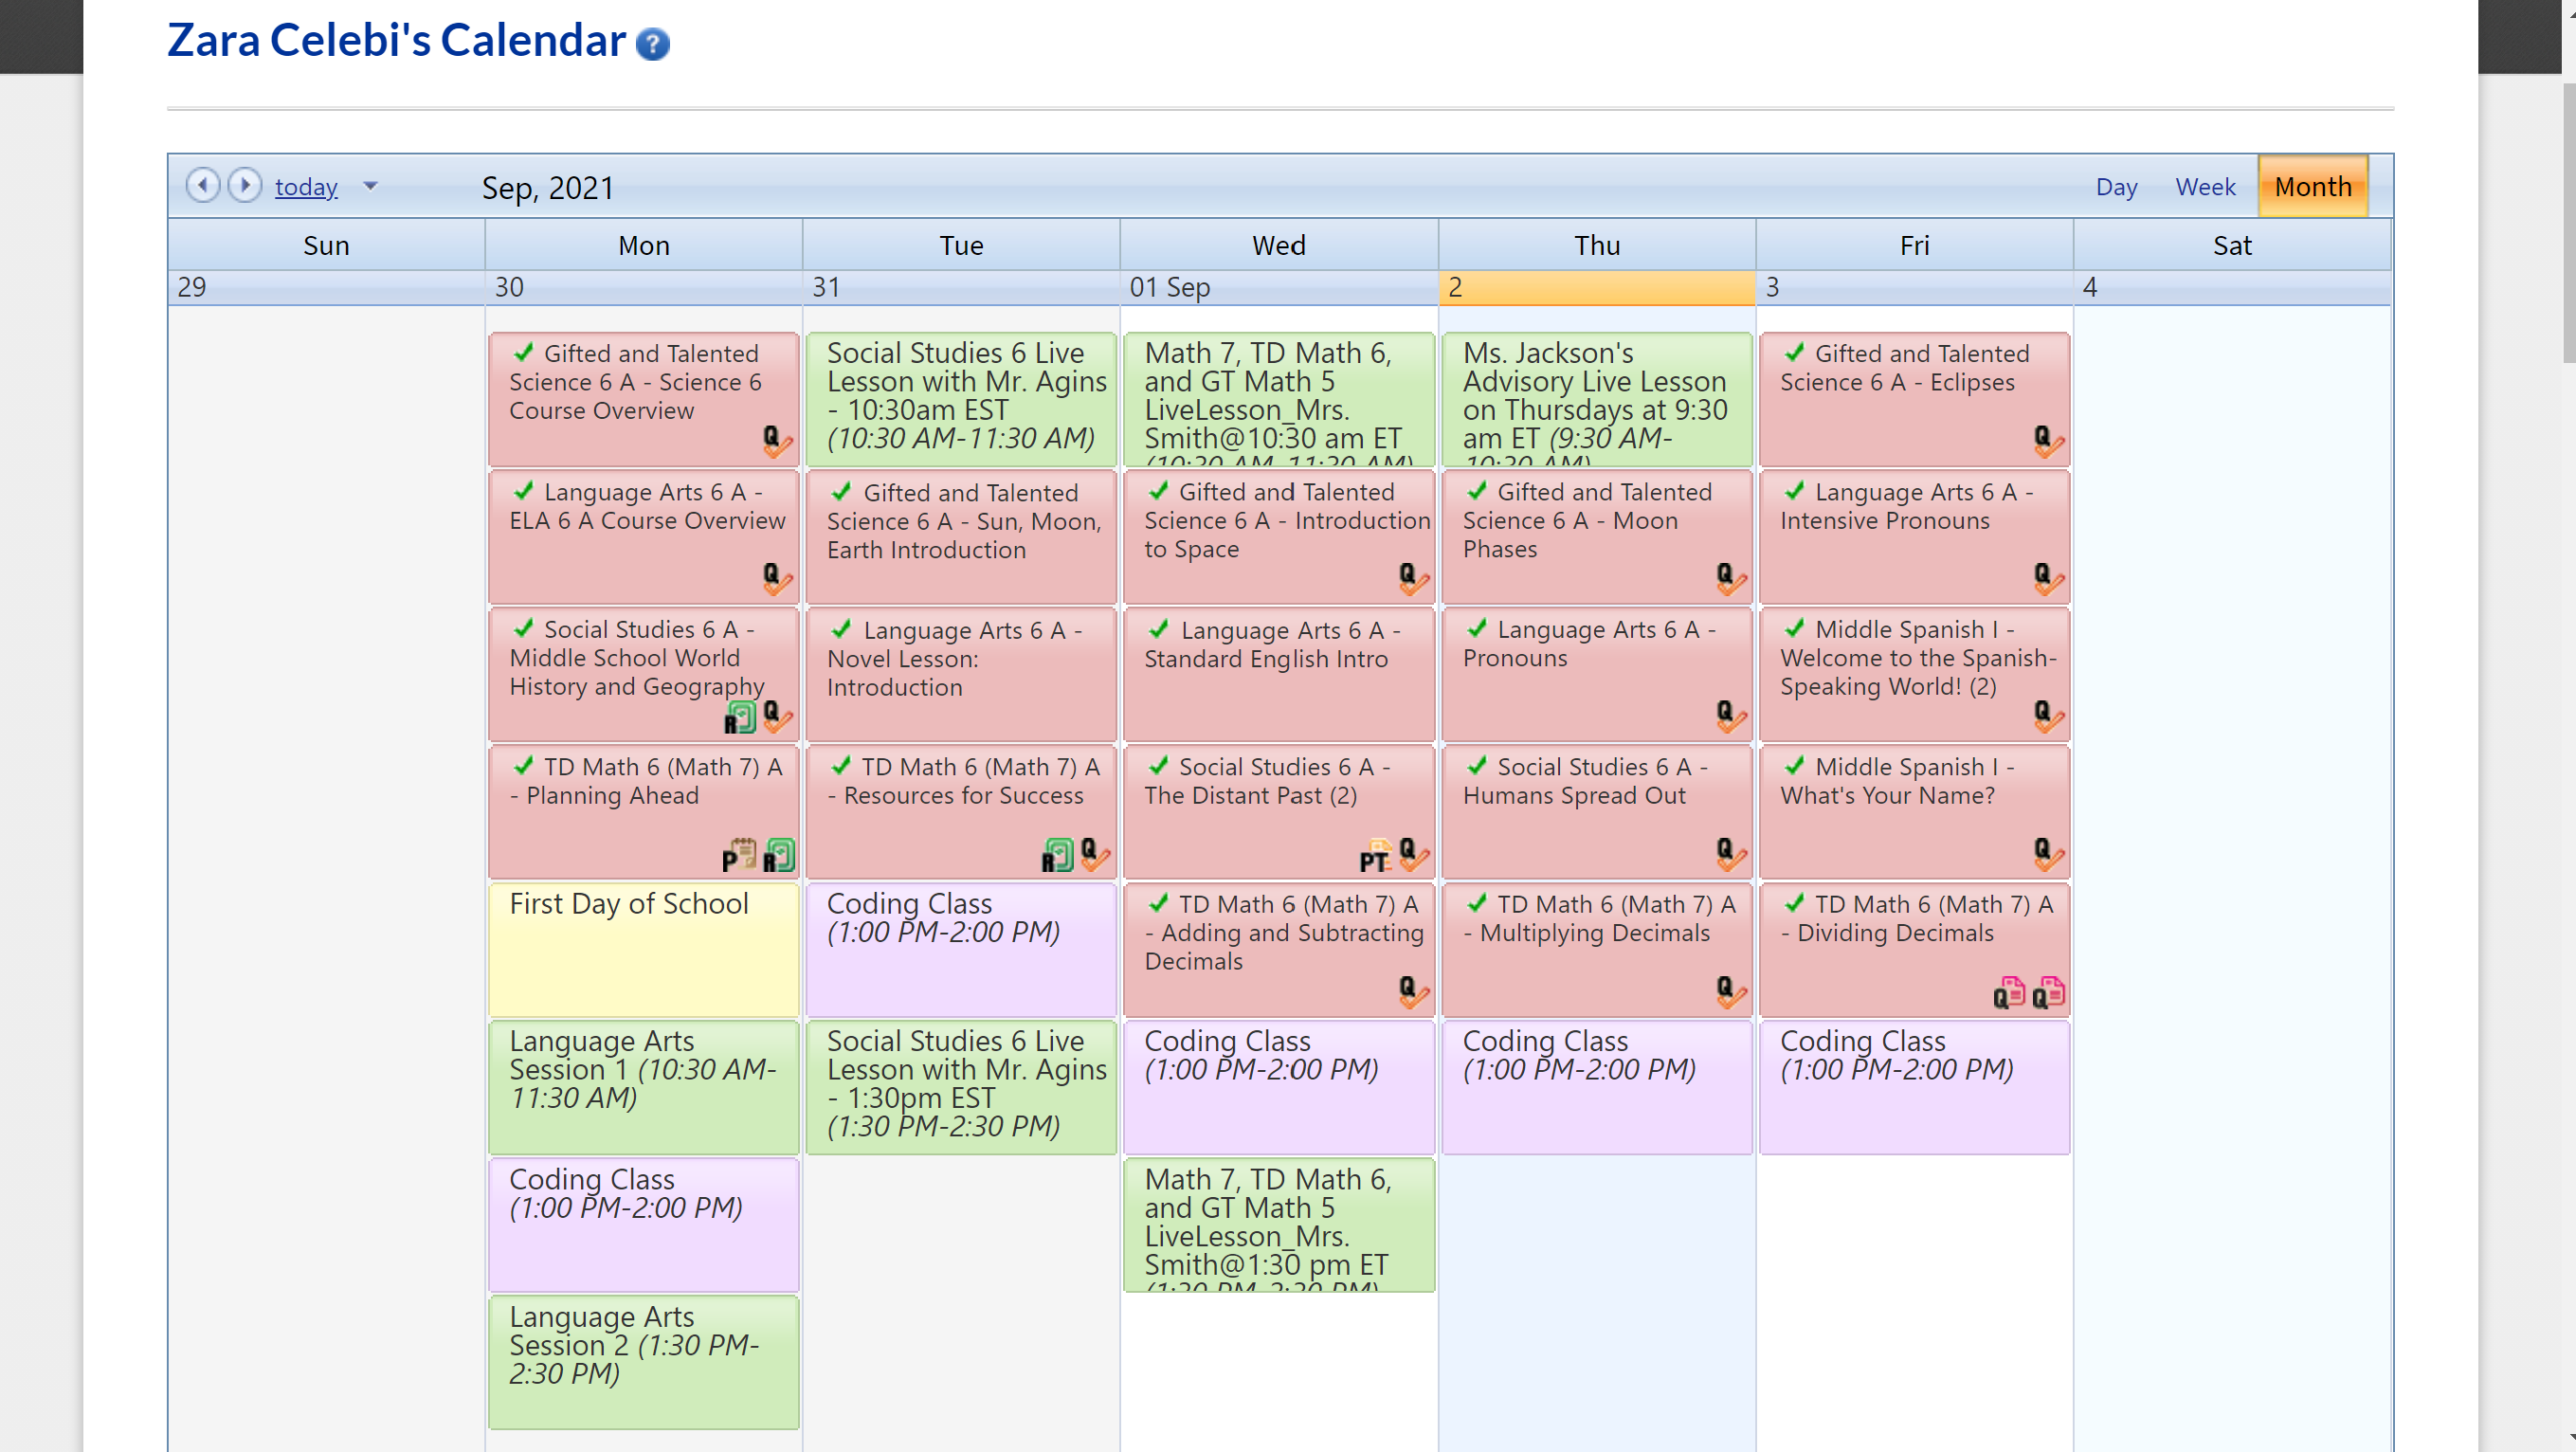 Zara Celebi's Calendar ?
today
Sep, 2021
Day Week Month
Sun Mon Tue Wed Thu Fri Sat
29 30 31 01 Sep 2 3 4
Gifted and Talented
Science 6 A - Science 6
Course Overview
Q
Language Arts 6 A -
ELA 6 A Course Overview
Q
Social Studies 6 A -
Middle School World
History and Geography
R Q
TD Math 6 (Math 7) A
- Planning Ahead
P R
First Day of School
Language Arts
Session 1 (10:30 AM-
11:30 AM)
Coding Class
(1:00 PM-2:00 PM)
Language Arts
Session 2 (1:30 PM-
2:30 PM)
Social Studies 6 Live
Lesson with Mr. Agins
- 10:30am EST
(10:30 AM-11:30 AM)
Gifted and Talented
Science 6 A - Sun, Moon,
Earth Introduction
Language Arts 6 A -
Novel Lesson:
Introduction
TD Math 6 (Math 7) A
- Resources for Success
R Q
Coding Class
(1:00 PM-2:00 PM)
Social Studies 6 Live
Lesson with Mr. Agins
- 1:30pm EST
(1:30 PM-2:30 PM)
Math 7, TD Math 6,
and GT Math 5
LiveLesson_Mrs.
Smith@10:30 am ET
(10:30 AM-11:30 AM)
Gifted and Talented
Science 6 A - Introduction
to Space
Q
Language Arts 6 A -
Standard English Intro
Social Studies 6 A -
The Distant Past (2)
PT Q
TD Math 6 (Math 7) A
- Adding and Subtracting
Decimals
Q
Coding Class
(1:00 PM-2:00 PM)
Math 7, TD Math 6,
and GT Math 5
LiveLesson_Mrs.
Smith@1:30 pm ET
(1:30 PM-2:30 PM)
Ms. Jackson's
Advisory Live Lesson
on Thursdays at 9:30
am ET (9:30 AM-
10:30 AM)
Gifted and Talented
Science 6 A - Moon
Phases
Q
Language Arts 6 A -
Pronouns
Q
Social Studies 6 A -
Humans Spread Out
Q
TD Math 6 (Math 7) A
- Multiplying Decimals
Q
Coding Class
(1:00 PM-2:00 PM)
Gifted and Talented
Science 6 A - Eclipses
Q
Language Arts 6 A -
Intensive Pronouns
Q
Middle Spanish I -
Welcome to the Spanish-
Speaking World! (2)
Q
Middle Spanish I -
What's Your Name?
Q
TD Math 6 (Math 7) A
- Dividing Decimals
Q Q
Coding Class
(1:00 PM-2:00 PM)